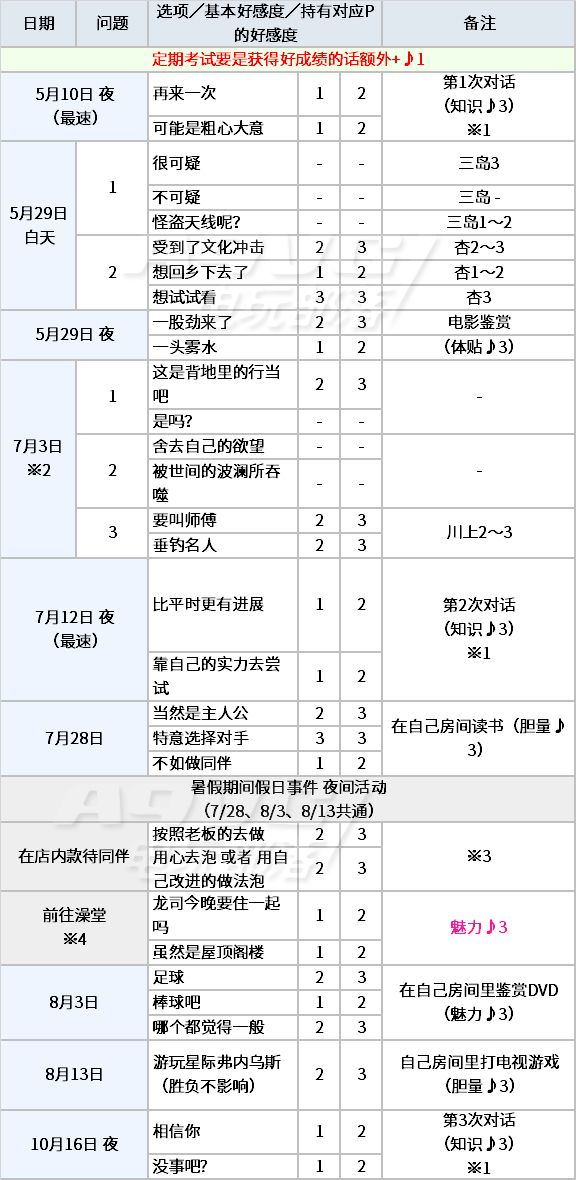 日期 问题 选项／基本好感度／持有对应P的好感度 备注
定期考试要是获得好成绩的话额外+♪1
5月10日 夜（最速） 再来一次 1 2 第1次对话（知识♪3）※1
可能是粗心大意 1 2
5月29日白天 1 很可疑 - - 三岛3
不可疑 - - 三岛 -
怪盗天线呢？ - - 三岛1～2
2 受到了文化冲击 2 3 杏2～3
想回乡下去了 1 2 杏1～2
想试试看 3 3 杏3
5月29日 夜 一股劲来了 2 3 电影鉴赏（体贴♪3）
一头雾水 1 2
7月3日※2 1 这是背地里的行当吧 2 3 -
是吗？ - -
2 舍去自己的欲望 - - -
被世间的波澜所吞噬 - -
3 要叫师傅 2 3 川上2～3
垂钓名人 2 3
7月12日 夜（最速） 比平时更有进展 1 2 第2次对话（知识♪3）※1
靠自己的实力去尝试 1 2
7月28日 当然是主人公 2 3 在自己房间读书（胆量♪3）
特意选择对手 3 3
不如做同伴 1 2
暑假期间假日事件 夜间活动
（7/28、8/3、8/13共通）
在店内款待同伴 按照老板的去做 2 3 ※3
用心去泡 或者 用自己改进的做法泡 2 3
前往澡堂※4 龙司今晚要住一起吗 1 2 魅力♪3
虽然是屋顶阁楼 1 2
8月3日 足球 2 3 在自己房间里鉴赏DVD（魅力♪3）
棒球吧 1 2
哪个都觉得一般 2 3
8月13日 游玩星际弗内乌斯（胜负不影响） 2 3 自己房间里打电视游戏（胆量♪3）
10月16日 夜 相信你 1 2 第3次对话（知识♪3）※1
没事吧？ 1 2
A9VG
电玩部落
A9VG
电玩部落